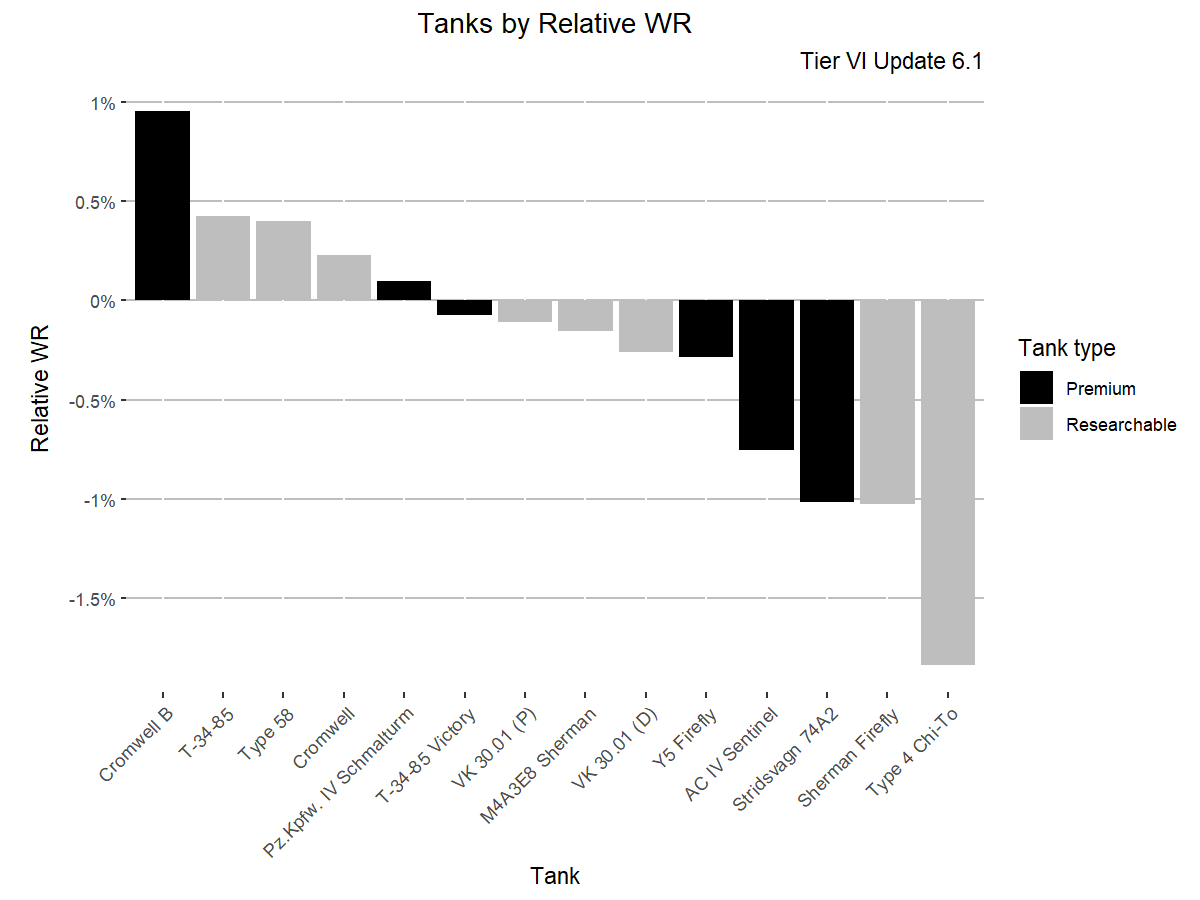 Tanks by Relative WR
Tier VI Update 6.1
1%
0.5%
0%
-0.5%
-1%
-1.5%
Relative WR
Cromwell B
T-34-85
Type 58
Cromwell
Pz.Kpfw. IV Schmalturm
T-34-85 Victory
VK 30.01 (P)
M4A3E8 Sherman
VK 30.01 (D)
Y5 Firefly
AC IV Sentinel
Stridsvagn 74A2
Sherman Firefly
Type 4 Chi-To
Tank
Tank type
Premium
Researchable